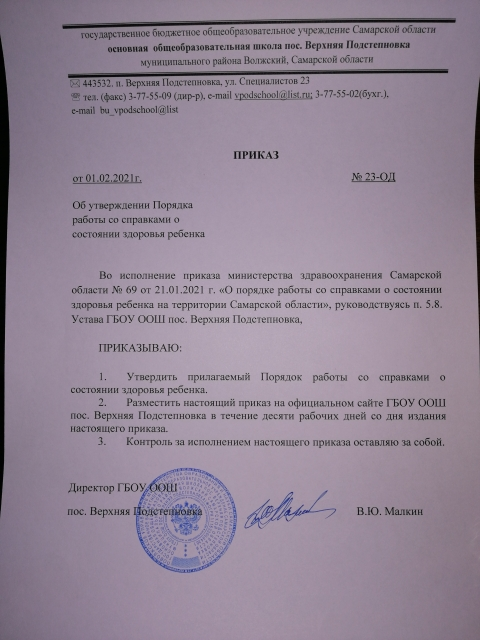 государственное бюджетное общеобразовательное учреждение Самарской области
основная общеобразовательная школа пос. Верхняя Подстепновка
муниципального района Волжский, Самарской области
443532. п. Верхняя Подстепновка, ул. Специалистов 23
тел. (факс) 3-77-55-09 (дир-р), e-mail vpodschool@list.ru; 3-77-55-02(бухг.),
e-mail bu_vpodschool@list
ПРИКАЗ
от 01.02.2021г. № 23-ОД
Об утверждении Порядка
работы со справками о
состоянии здоровья ребенка
Во исполнение приказа министерства здравоохранения Самарской
области № 69 от 21.01.2021 г. «О порядке работы со справками о состоянии
здоровья ребенка на территории Самарской области», руководствуясь п. 5.8.
Устава ГБОУ ООШ пос. Верхняя Подстепновка,
ПРИКАЗЫВАЮ:
1. Утвердить прилагаемый Порядок работы со справками о
состоянии здоровья ребенка.
2. Разместить настоящий приказ на официальном сайте ГБОУ ООШ
пос. Верхняя Подстепновка в течение десяти рабочих дней со дня издания
настоящего приказа.
3. Контроль за исполнением настоящего приказа оставляю за собой.
Директор ГБОУ ООШ
пос. Верхняя Подстепновка В.Ю. Малкин